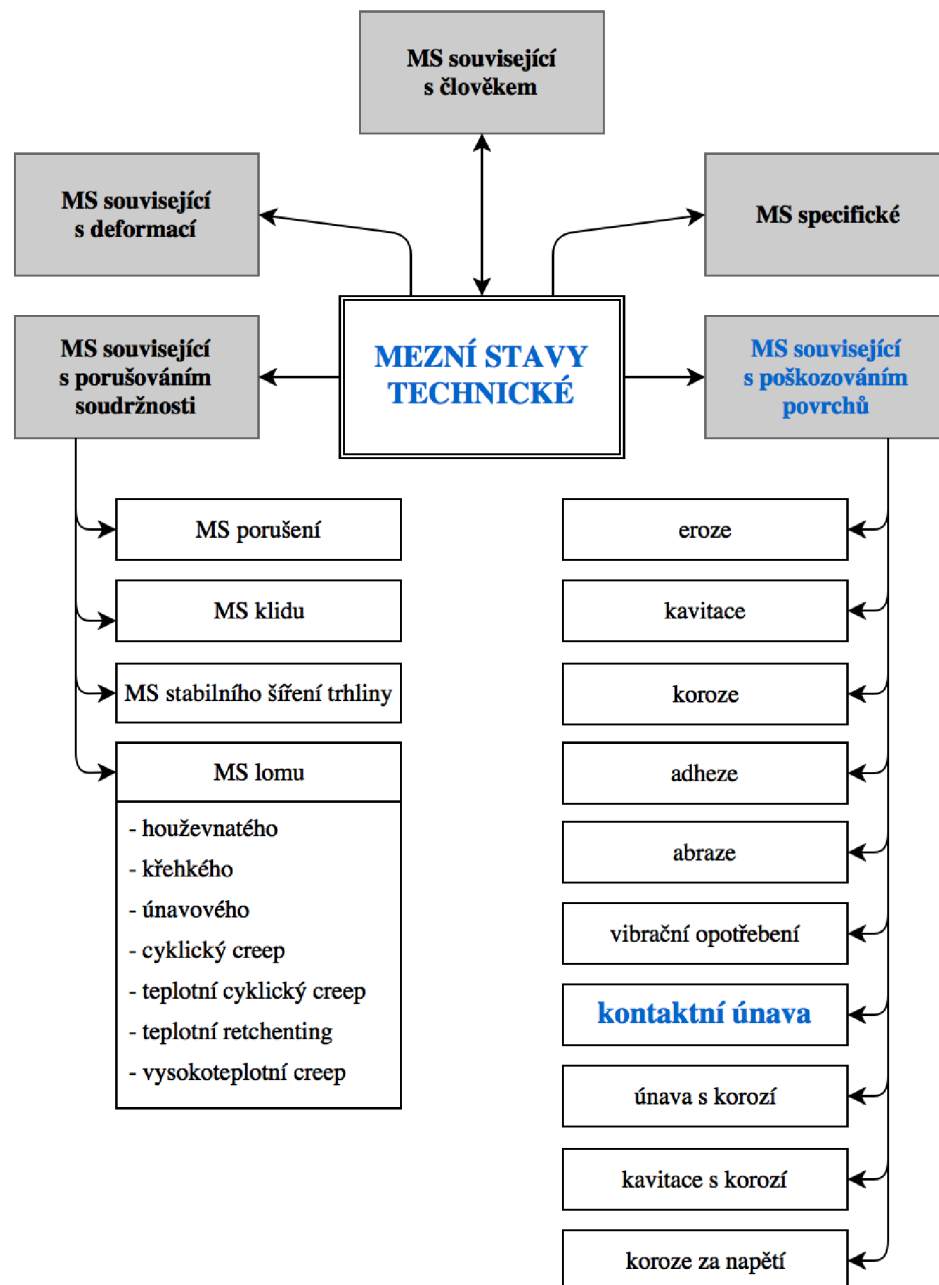 MS související
s člověkem
MS související
s deformací
MS specifické
MEZNÍ STAVY
TECHNICKÉ
MS související
s porušováním
soudržnosti
MS související
s poškozováním
povrchů
MS porušení
MS klidu
MS stabilního šíření trhliny
MS lomu
- houževnatého
- křehkého
- únavového
- cyklický creep
- teplotní cyklický creep
- teplotní retchenting
- vysokoteplotní creep
eroze
kavitace
koroze
adheze
abraze
vibrační opotřebení
kontaktní únava
únava s korozí
kavitace s korozí
koroze za napětí